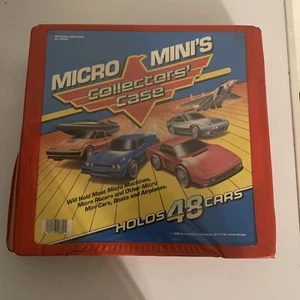 MICRO MINI'S
Collectors'
Case
Will Hold Most Micro Machines,
Micro Racers and Other Micro
Mini Cars, Boats and Airplanes.
HOLDS 48 CARS